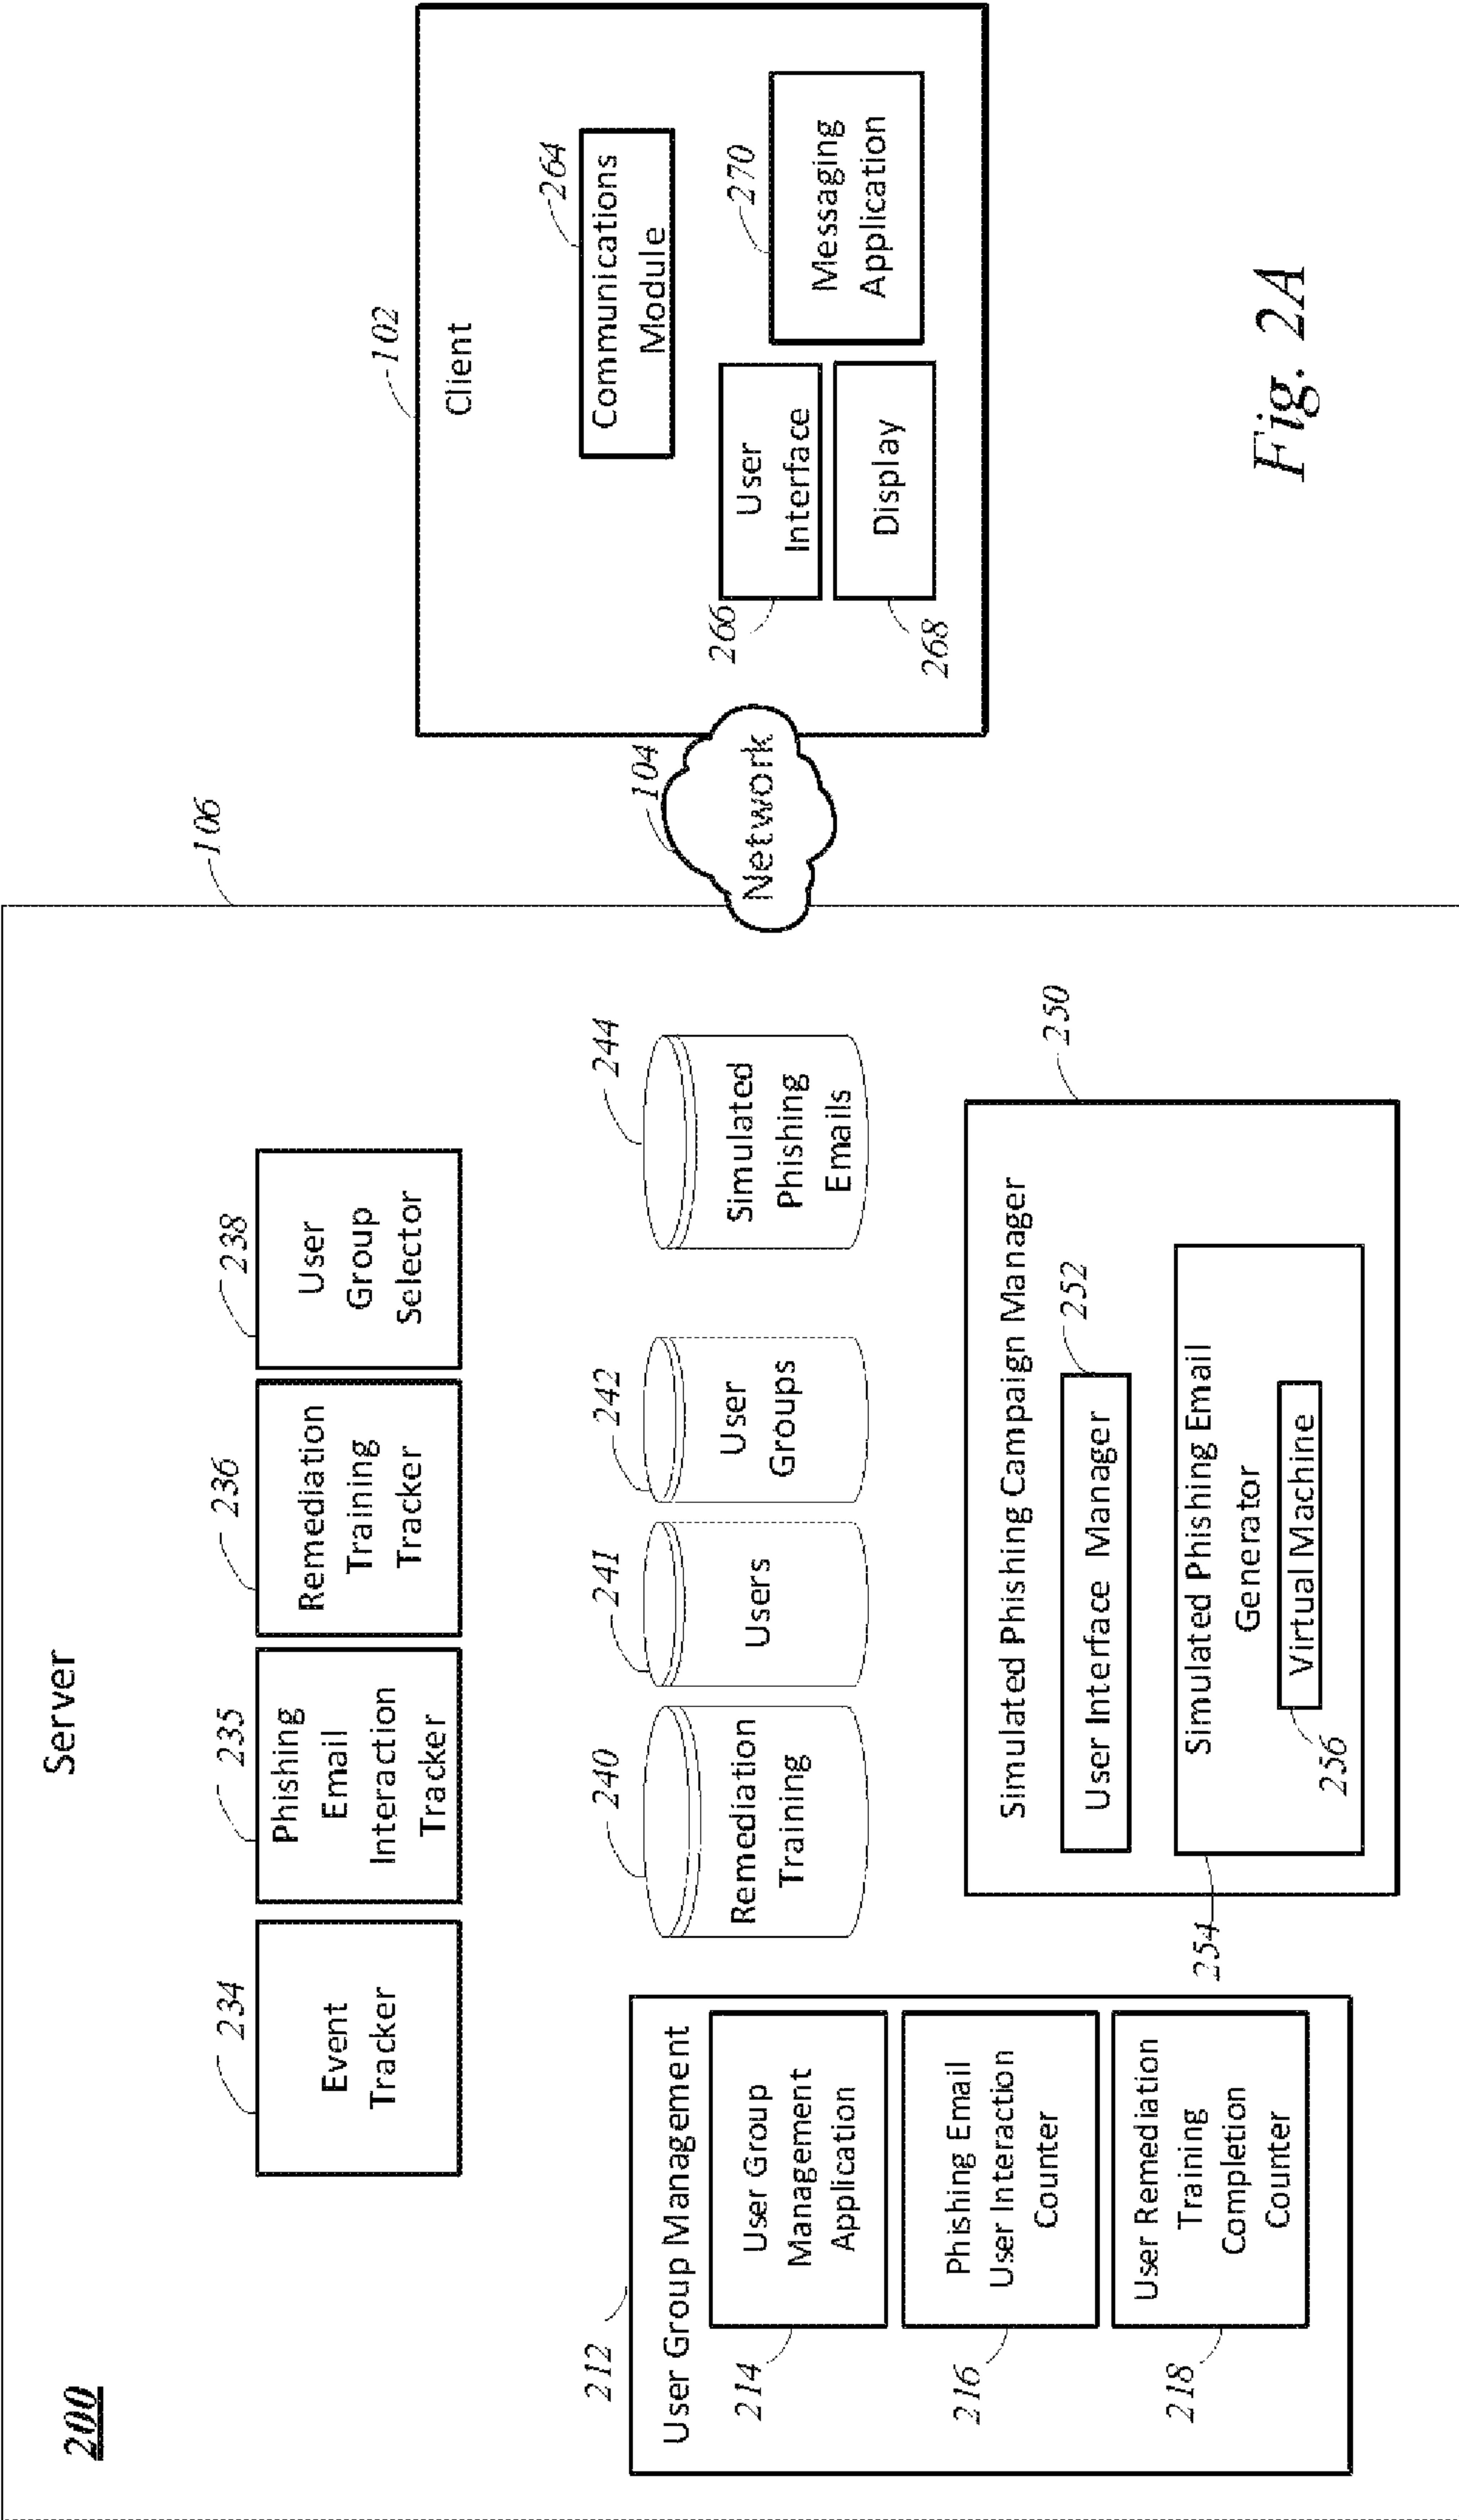 200
Server
106
234
Event
Tracker
235
Phishing
Email
Interaction
Tracker
236
Remediation
Training
Tracker
238
User
Group
Selector
240
Remediation
Training
241
Users
242
User
Groups
244
Simulated
Phishing
Emails
212
User Group Management
214
User Group
Management
Application
216
Phishing Email
User Interaction
Counter
218
User Remediation
Training
Completion
Counter
250
Simulated Phishing Campaign Manager
252
User Interface Manager
254
Simulated Phishing Email
Generator
256
Virtual Machine
104
Network
102
Client
264
Communications
Module
266
User
Interface
268
Display
270
Messaging
Application
Fig. 2A